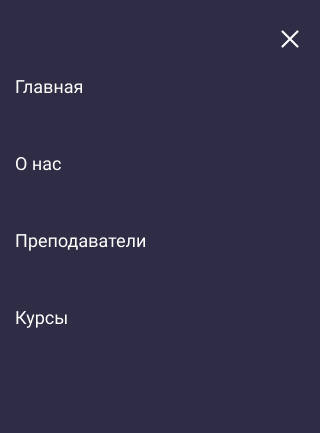 Главная
О нас
Преподаватели
Курсы